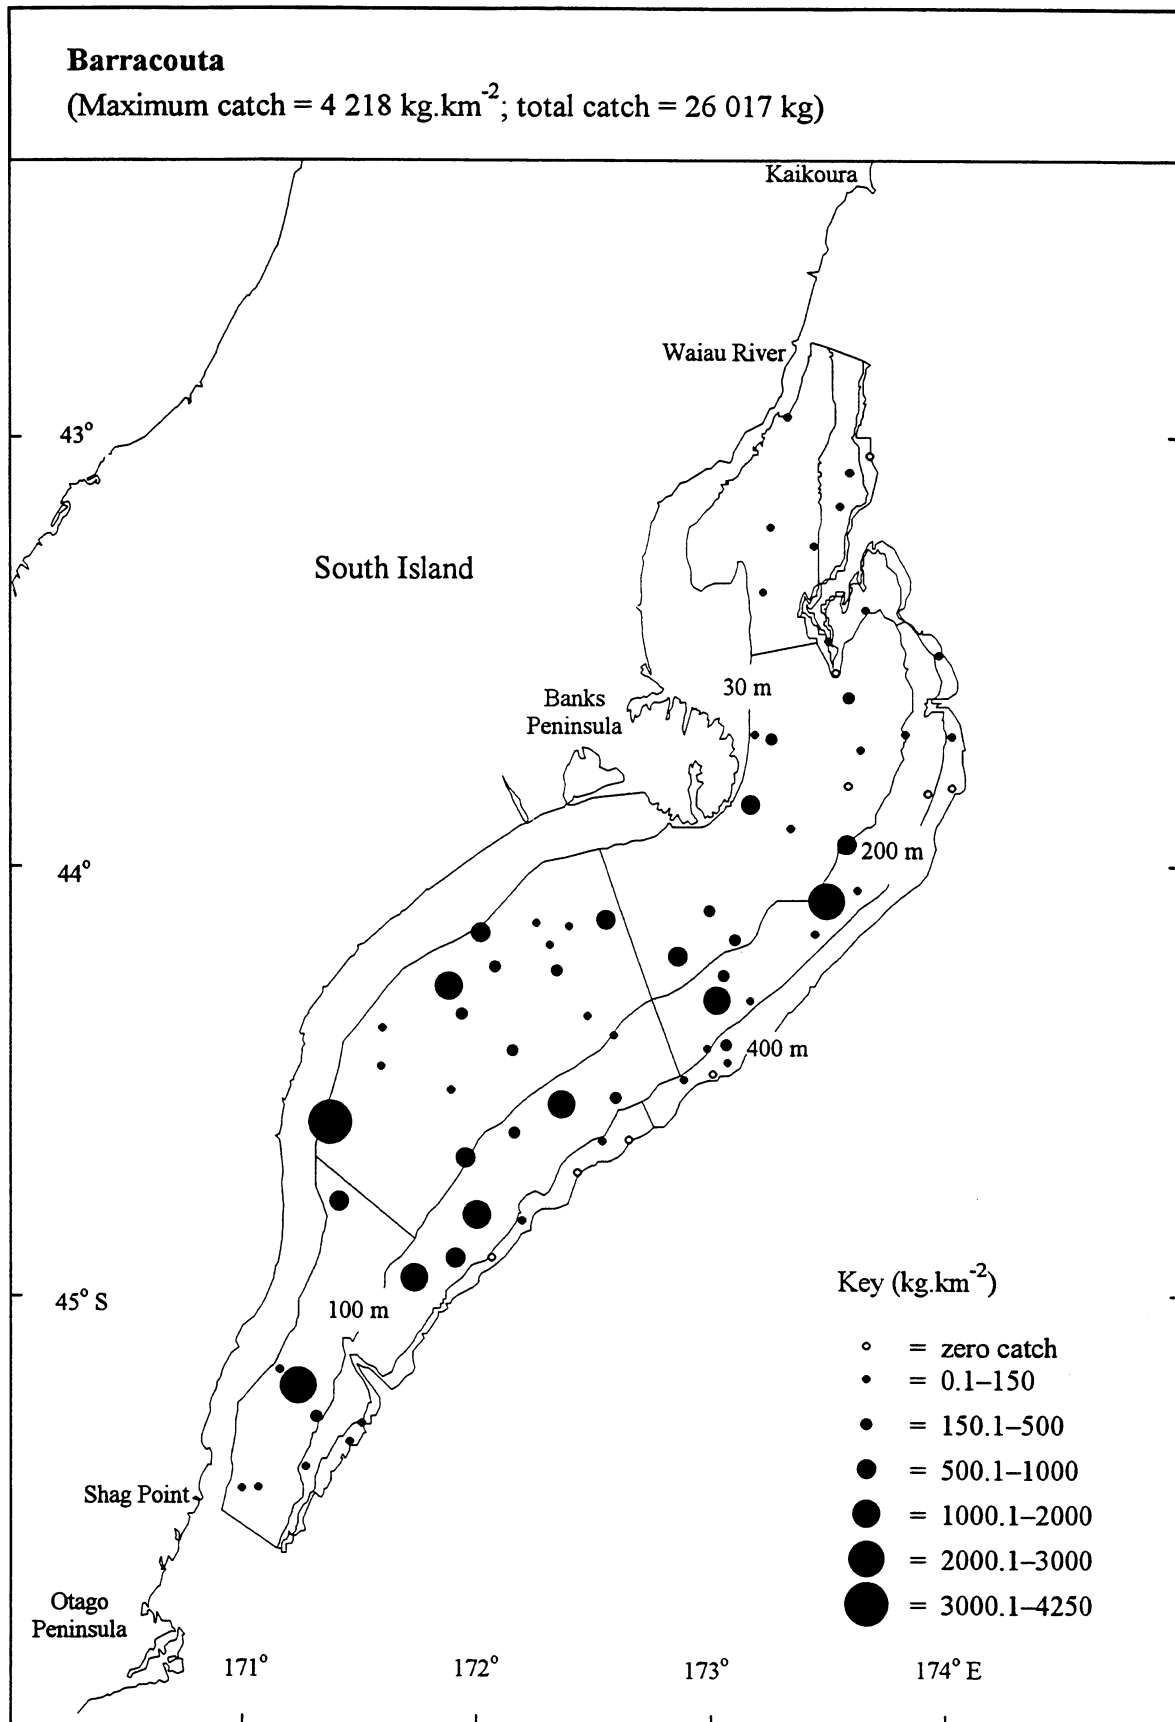 Barracouta
(Maximum catch = 4 218 kg.km-2; total catch = 26 017 kg)
Kaikoura
Waiau River
43°
South Island
30 m
Banks
Peninsula
200 m
44°
400 m
Key (kg.km-2)
45° S
100 m
= zero catch
= 0.1–150
= 150.1–500
= 500.1–1000
Shag Point
= 1000.1–2000
= 2000.1–3000
= 3000.1–4250
Otago
Peninsula
171° 172° 173° 174° E